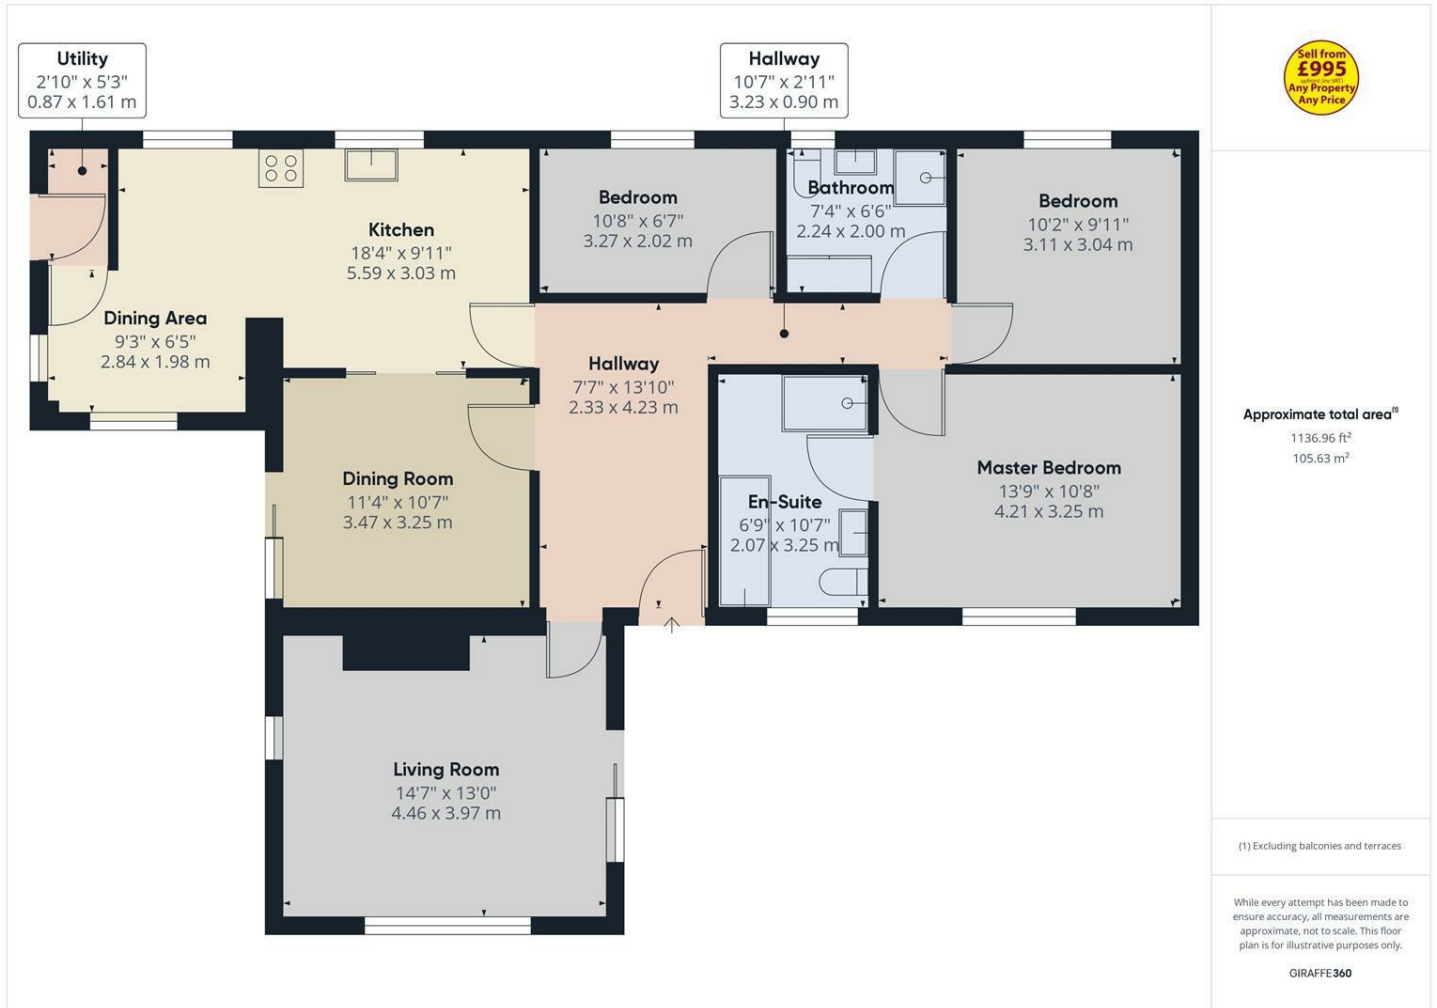 Utility
2'10" x 5'3"
0.87 x 1.61 m
Hallway
10'7" x 2'11"
3.23 x 0.90 m
Kitchen
18'4" x 9'11"
5.59 x 3.03 m
Bedroom
10'8" x 6'7"
3.27 x 2.02 m
Bathroom
7'4" x 6'6"
2.24 x 2.00 m
Bedroom
10'2" x 9'11"
3.11 x 3.04 m
Dining Area
9'3" x 6'5"
2.84 x 1.98 m
Hallway
7'7" x 13'10"
2.33 x 4.23 m
Dining Room
11'4" x 10'7"
3.47 x 3.25 m
En-Suite
6'9" x 10'7"
2.07 x 3.25 m
Master Bedroom
13'9" x 10'8"
4.21 x 3.25 m
Living Room
14'7" x 13'0"
4.46 x 3.97 m
Sell from
£995
upfront (inc VAT)
Any Property
Any Price
Approximate total area(1)
1136.96 ft²
105.63 m²
(1) Excluding balconies and terraces
While every attempt has been made to
ensure accuracy, all measurements are
approximate, not to scale. This floor
plan is for illustrative purposes only.
GIRAFFE360